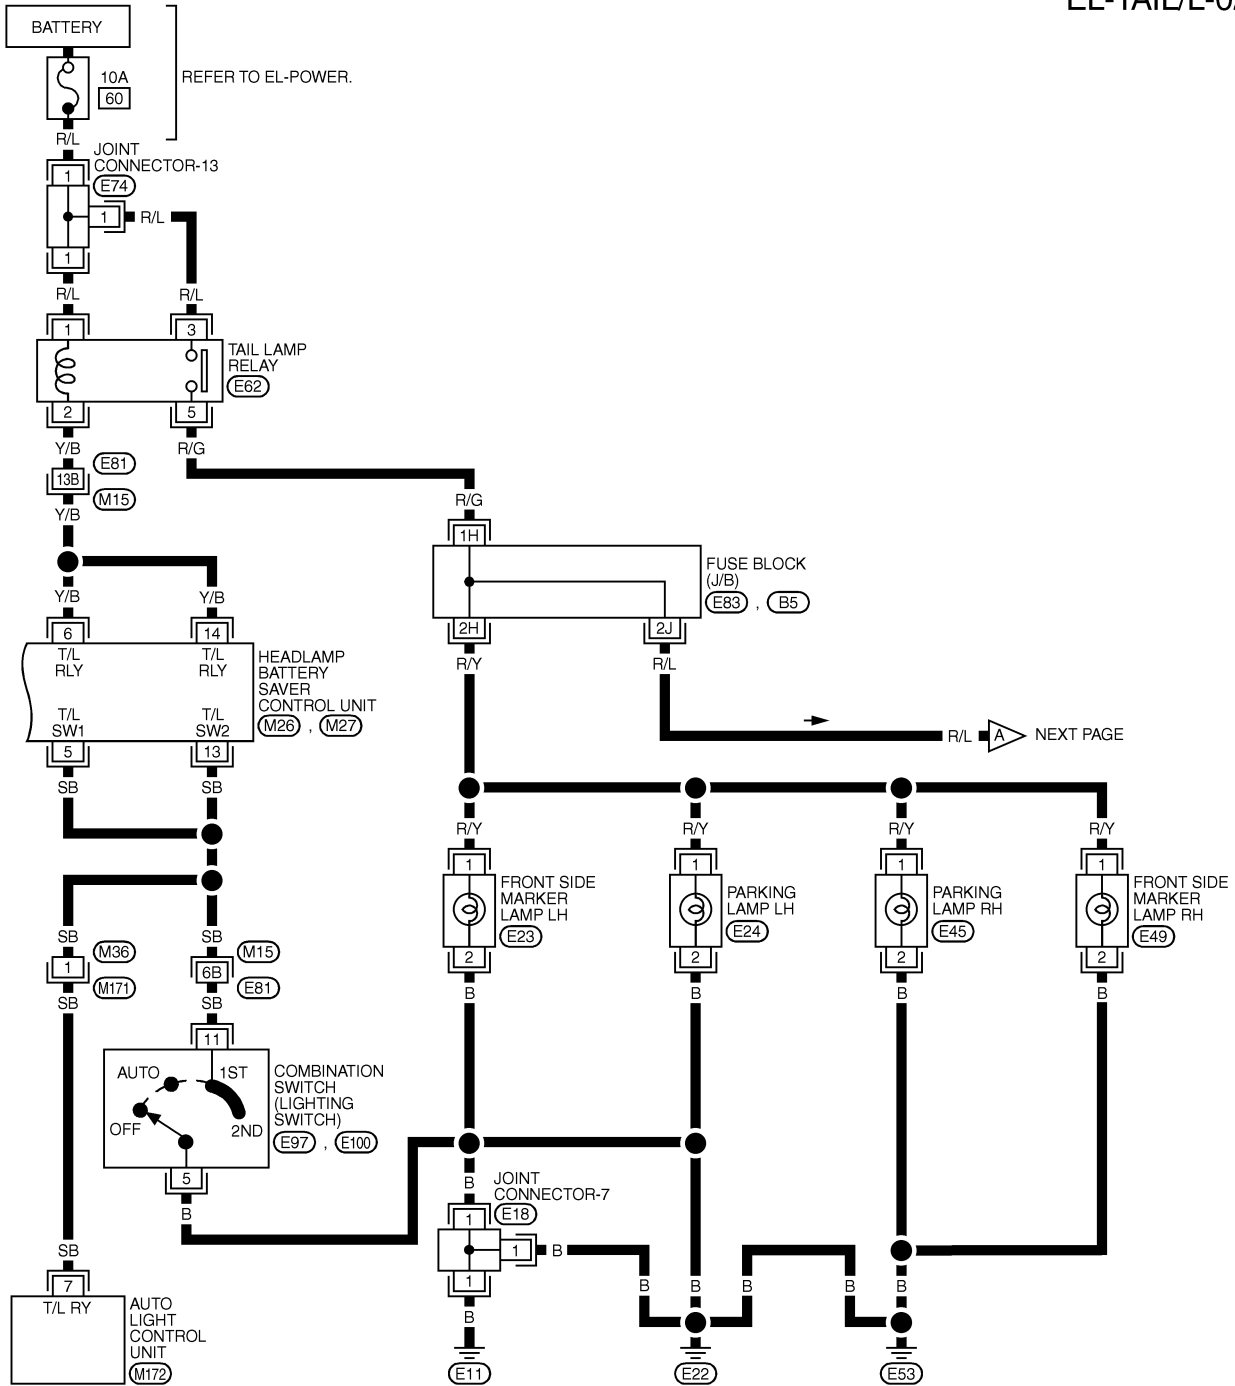 BATTERY
10A
60
REFER TO EL-POWER.
R/L
JOINT
CONNECTOR-13
E74
1
1
R/L
1
R/L
R/L
1
3
TAIL LAMP
RELAY
E62
2
5
Y/B
R/G
E81
13B
M15
Y/B
R/G
1H
FUSE BLOCK
(J/B)
E83 , B5
2H
2J
R/Y
R/L
Y/B
Y/B
6
14
T/L
RLY
T/L
RLY
HEADLAMP
BATTERY
SAVER
CONTROL UNIT
M26 , M27
T/L
SW1
T/L
SW2
5
13
SB
SB
R/L
A
NEXT PAGE
R/Y
R/Y
R/Y
R/Y
1
1
1
1
FRONT SIDE
MARKER
LAMP LH
E23
PARKING
LAMP LH
E24
PARKING
LAMP RH
E45
FRONT SIDE
MARKER
LAMP RH
E49
2
2
2
2
B
B
B
B
SB
SB
M36
M15
1
6B
M171
E81
SB
SB
11
AUTO
1ST
OFF
2ND
COMBINATION
SWITCH
(LIGHTING
SWITCH)
E97 , E100
5
B
B
JOINT
CONNECTOR-7
E18
1
1
B
1
B
B
B
B
B
B
SB
7
T/L RY
AUTO
LIGHT
CONTROL
UNIT
M172
E11
E22
E53